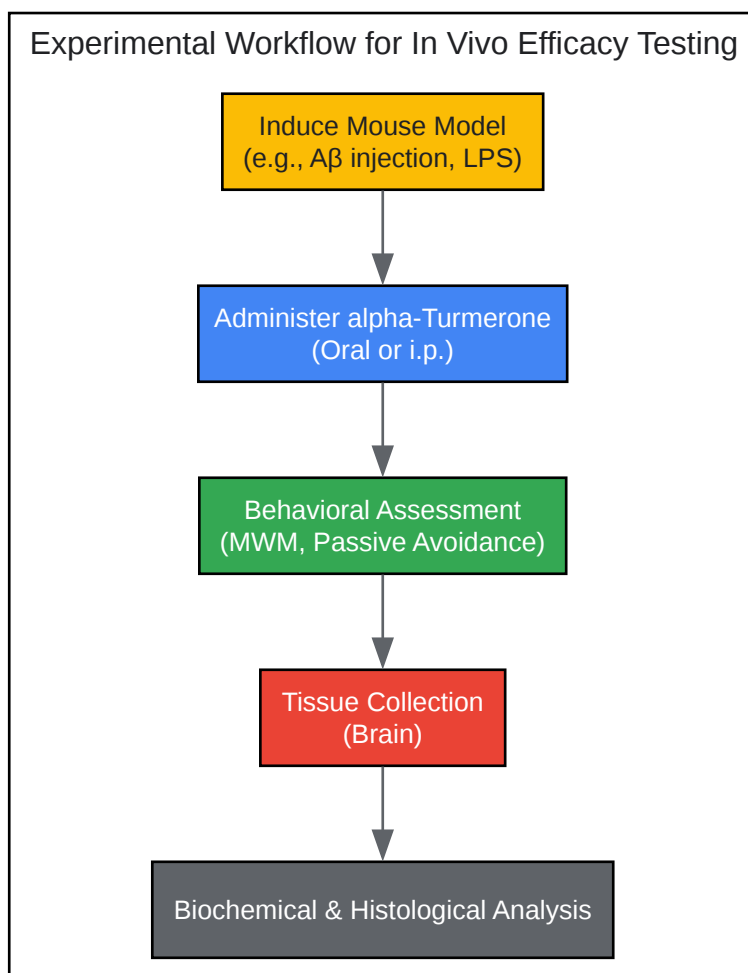 Experimental Workflow for In Vivo Efficacy Testing
Induce Mouse Model
(e.g., Aβ injection, LPS)
Administer alpha-Turmerone
(Oral or i.p.)
Behavioral Assessment
(MWM, Passive Avoidance)
Tissue Collection
(Brain)
Biochemical & Histological Analysis